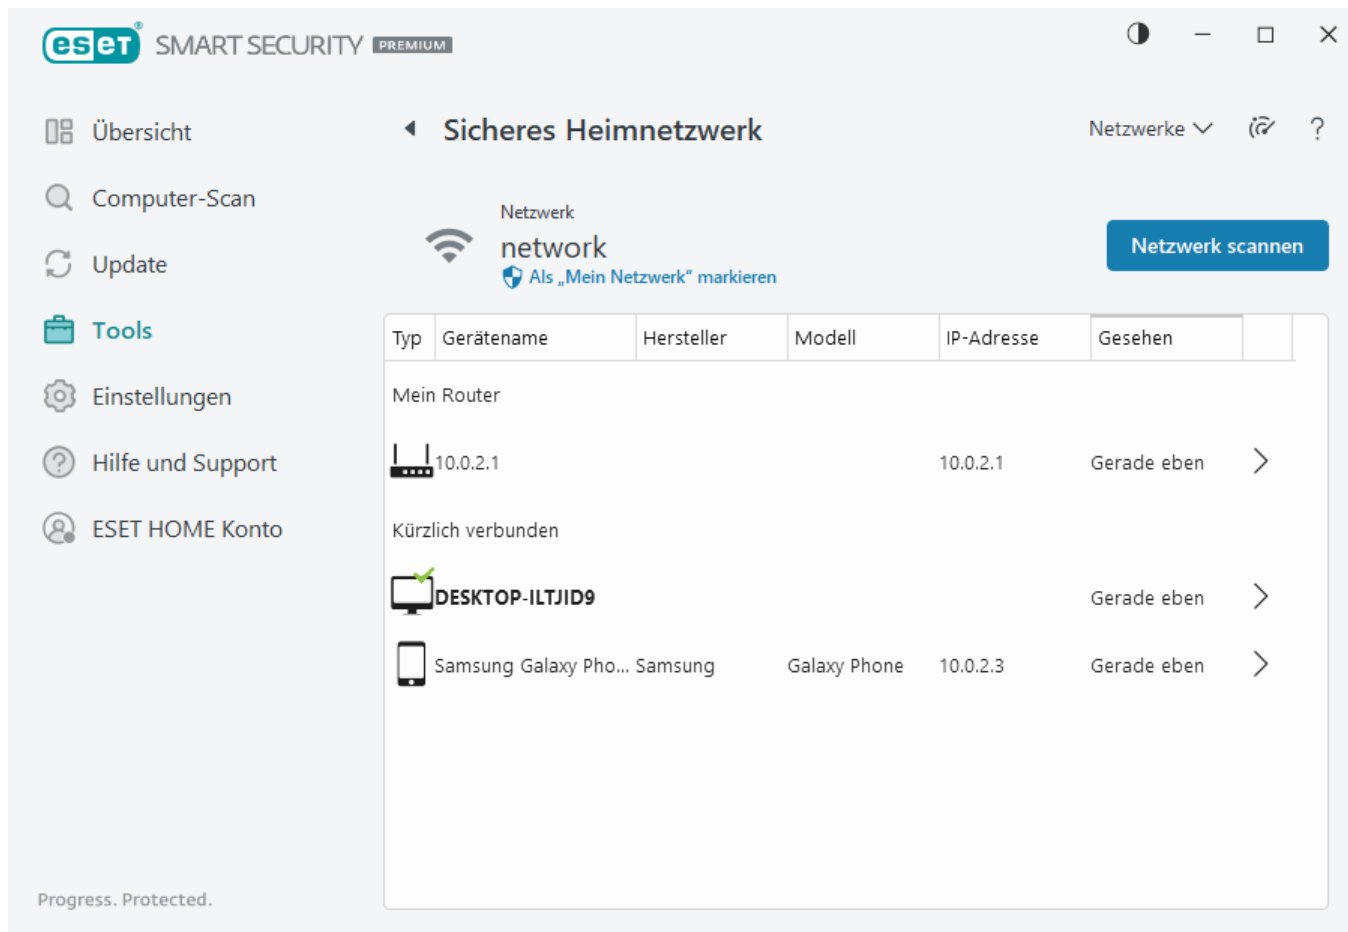 eset® SMART SECURITY PREMIUM
Übersicht
Computer-Scan
Update
Tools
Einstellungen
Hilfe und Support
ESET HOME Konto
Progress. Protected.
Sicheres Heimnetzwerk
Netzwerke
?
Netzwerk
network
Als „Mein Netzwerk“ markieren
Netzwerk scannen
Typ Gerätename Hersteller Modell IP-Adresse Gesehen
Mein Router
10.0.2.1 10.0.2.1 Gerade eben
Kürzlich verbunden
DESKTOP-ILTJID9 Gerade eben
Samsung Galaxy Pho... Samsung Galaxy Phone 10.0.2.3 Gerade eben